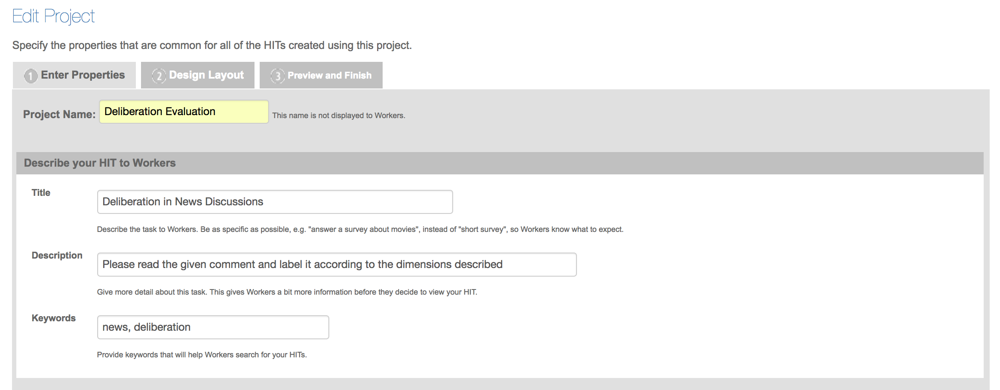 Edit Project
Specify the properties that are common for all of the HITs created using this project.
1 Enter Properties 2 Design Layout 3 Preview and Finish
Project Name: Deliberation Evaluation This name is not displayed to Workers.
Describe your HIT to Workers
Title Deliberation in News Discussions
Describe the task to Workers. Be as specific as possible, e.g. "answer a survey about movies", instead of "short survey", so Workers know what to expect.
Description Please read the given comment and label it according to the dimensions described
Give more detail about this task. This gives Workers a bit more information before they decide to view your HIT.
Keywords news, deliberation
Provide keywords that will help Workers search for your HITs.